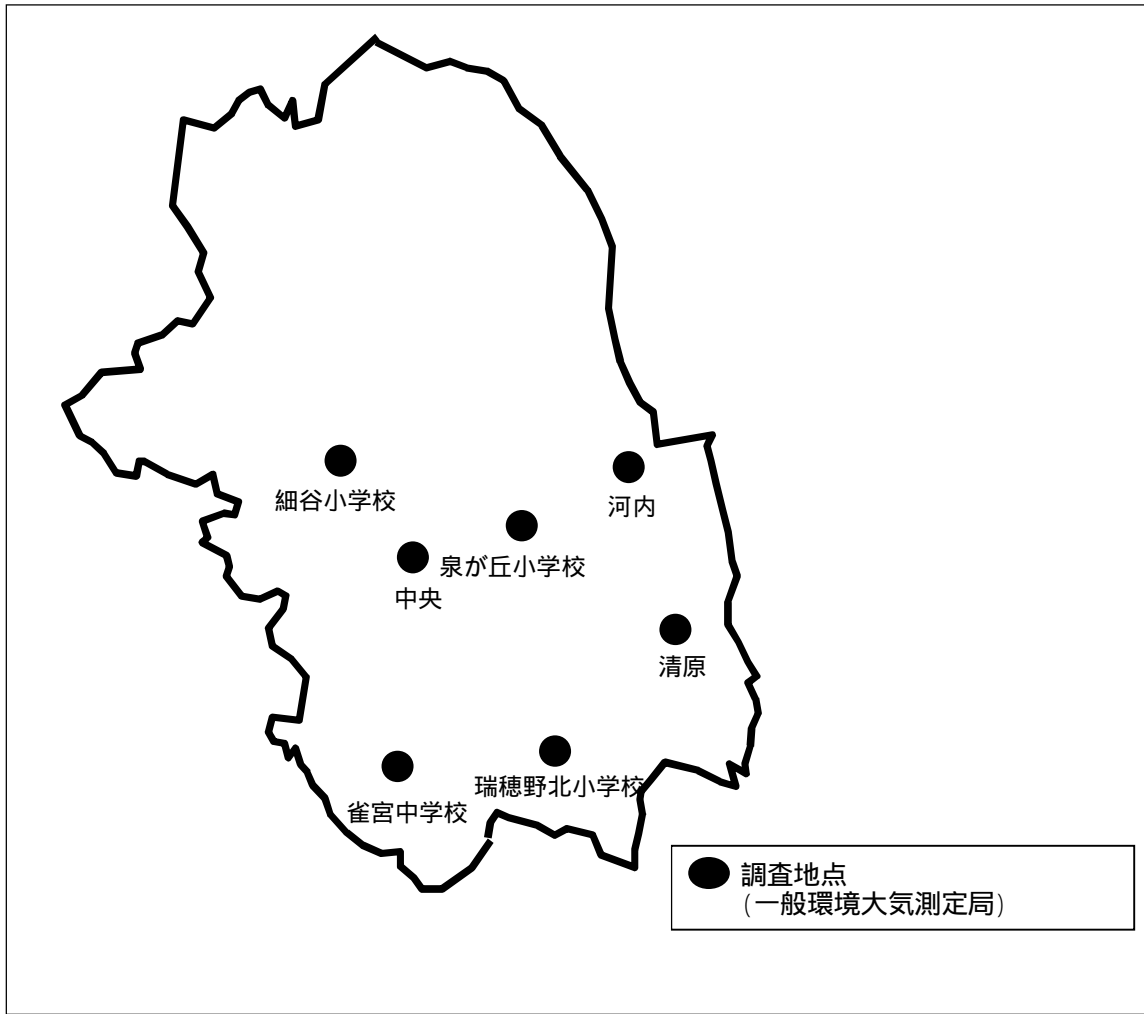 細谷小学校
河内
泉が丘小学校
中央
清原
瑞穂野北小学校
雀宮中学校
調査地点
(一般環境大気測定局)